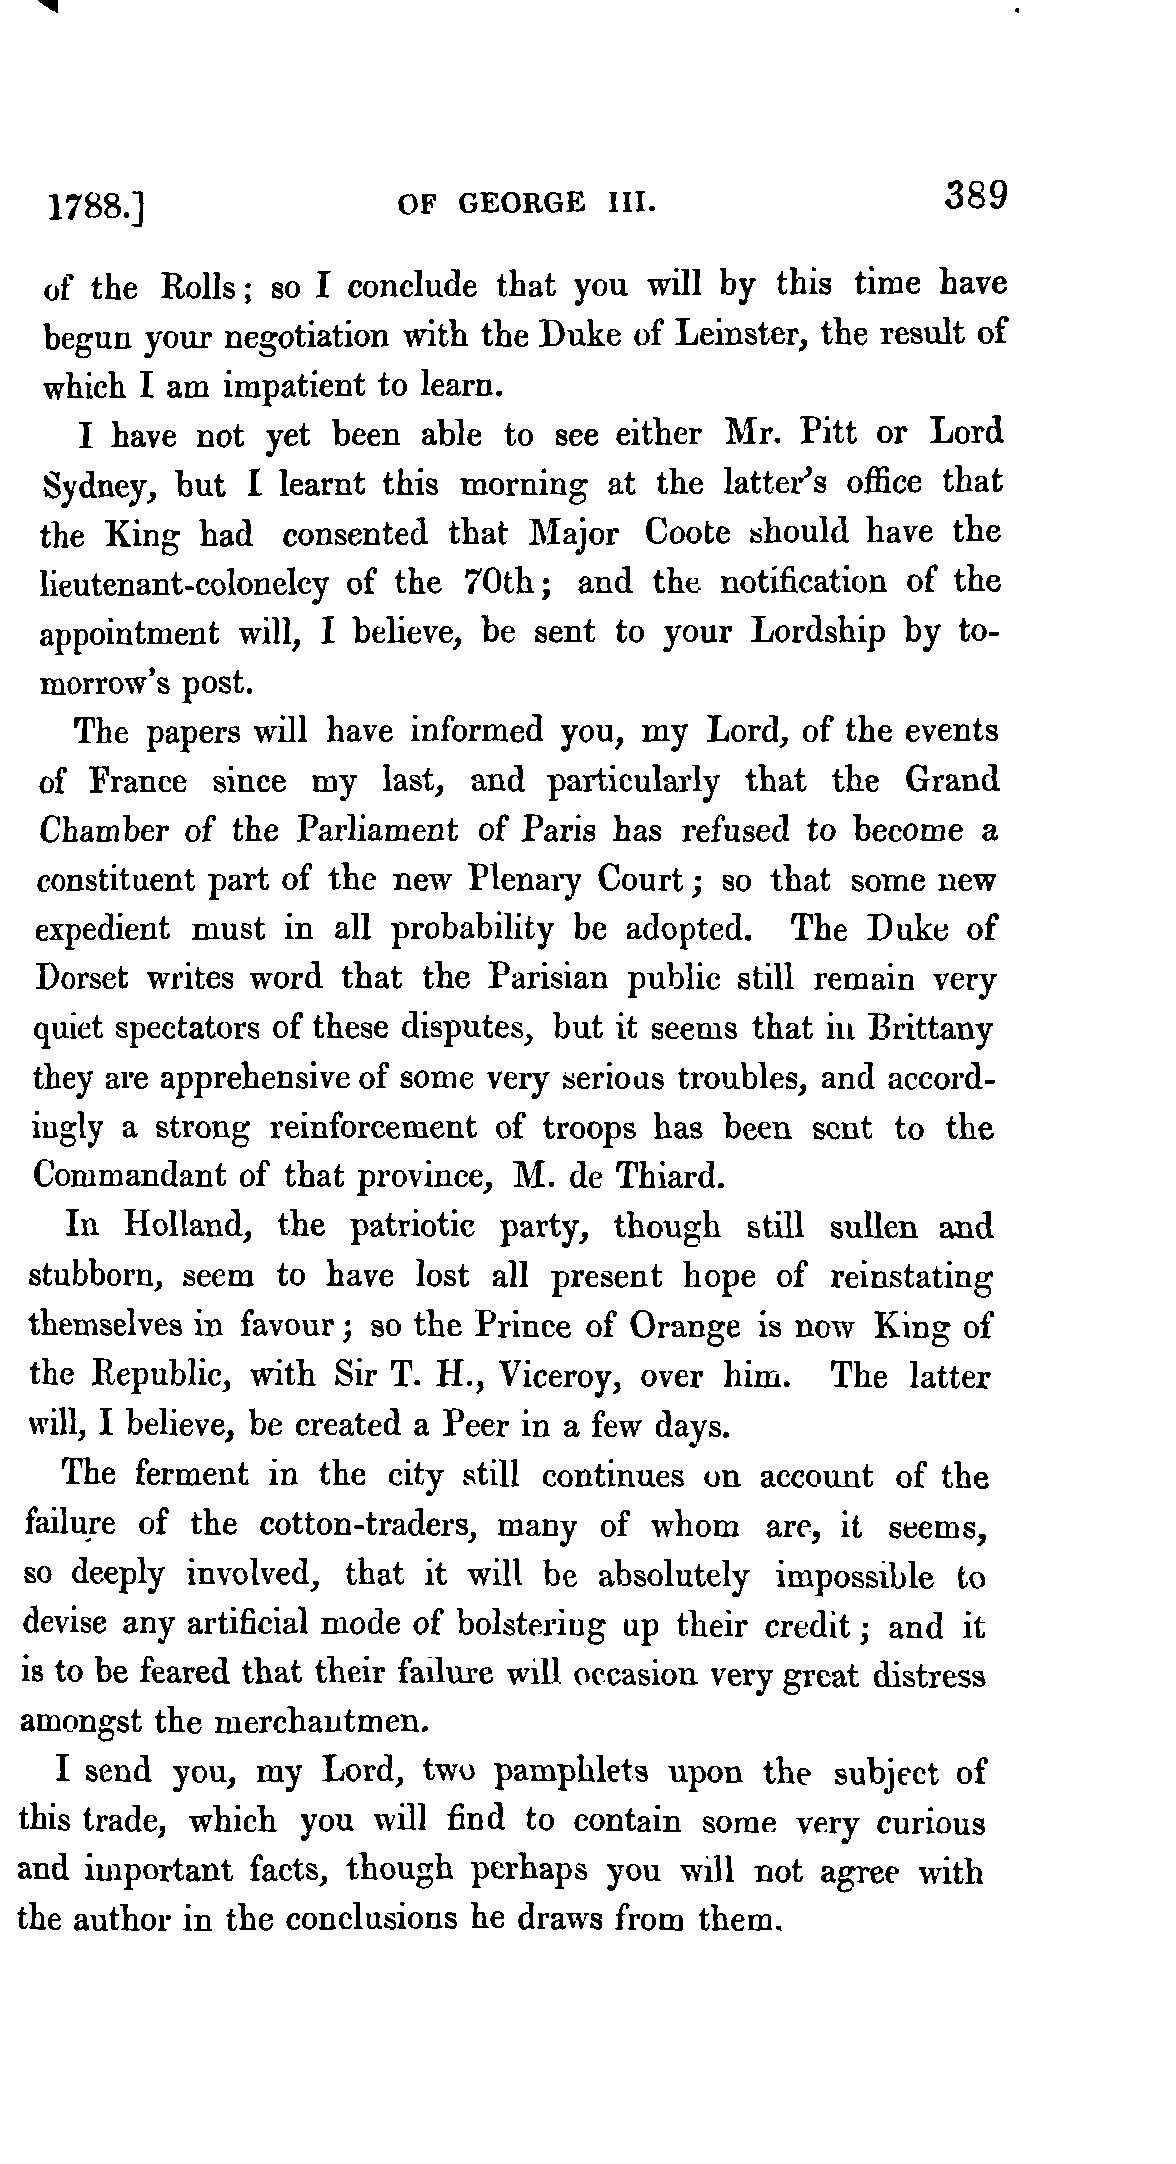 1788.] OF GEORGE III. 389
of the Rolls; so I conclude that you will by this time have
begun your negotiation with the Duke of Leinster, the result of
which I am impatient to learn.
I have not yet been able to see either Mr. Pitt or Lord
Sydney, but I learnt this morning at the latter's office that
the King had consented that Major Coote should have the
lieutenant-colonelcy of the 70th; and the notification of the
appointment will, I believe, be sent to your Lordship by to-
morrow's post.
The papers will have informed you, my Lord, of the events
of France since my last, and particularly that the Grand
Chamber of the Parliament of Paris has refused to become a
constituent part of the new Plenary Court; so that some new
expedient must in all probability be adopted. The Duke of
Dorset writes word that the Parisian public still remain very
quiet spectators of these disputes, but it seems that in Brittany
they are apprehensive of some very serious troubles, and accord-
ingly a strong reinforcement of troops has been sent to the
Commandant of that province, M. de Thiard.
In Holland, the patriotic party, though still sullen and
stubborn, seem to have lost all present hope of reinstating
themselves in favour; so the Prince of Orange is now King of
the Republic, with Sir T. H., Viceroy, over him. The latter
will, I believe, be created a Peer in a few days.
The ferment in the city still continues on account of the
failure of the cotton-traders, many of whom are, it seems,
so deeply involved, that it will be absolutely impossible to
devise any artificial mode of bolstering up their credit; and it
is to be feared that their failure will occasion very great distress
amongst the merchantmen.
I send you, my Lord, two pamphlets upon the subject of
this trade, which you will find to contain some very curious
and important facts, though perhaps you will not agree with
the author in the conclusions he draws from them.